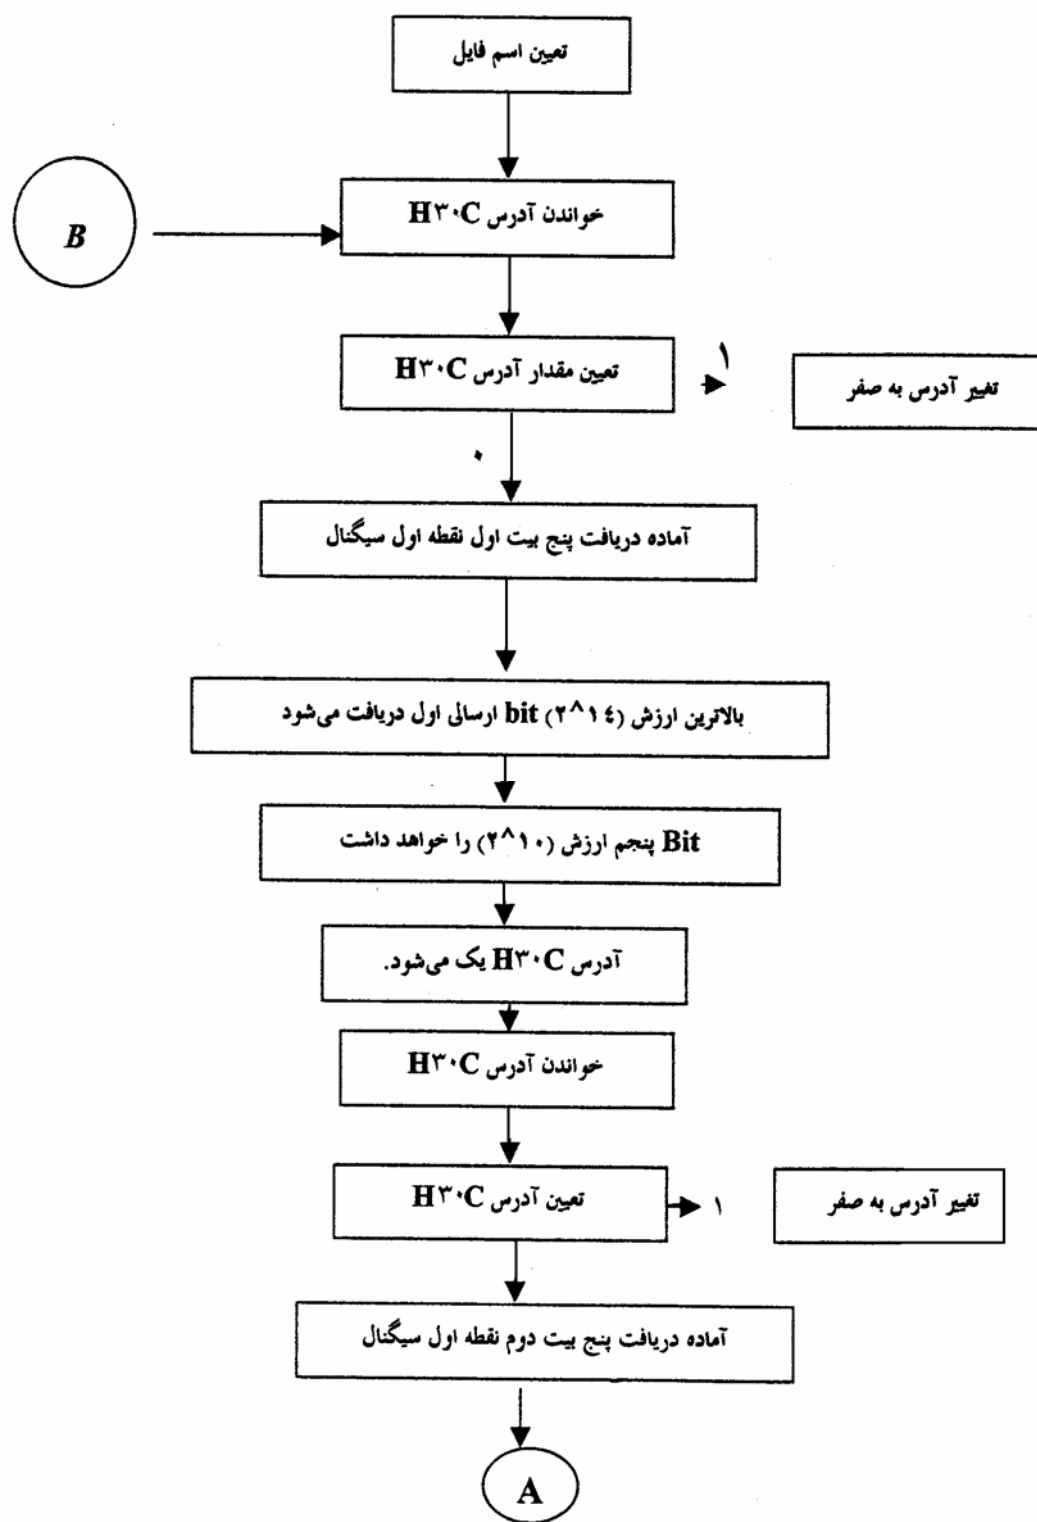 تعیین اسم فایل
خواندن آدرس H۳۰C
B
تعیین مقدار آدرس H۳۰C
۱
تغییر آدرس به صفر
۰
آماده دریافت پنج بیت اول نقطه اول سیگنال
بالاترین ارزش (۲^۱٤) bit ارسالی اول دریافت می‌شود
Bit پنجم ارزش (۲^۱۰) را خواهد داشت
آدرس H۳۰C یک می‌شود.
خواندن آدرس H۳۰C
تعیین آدرس H۳۰C
۱
تغییر آدرس به صفر
آماده دریافت پنج بیت دوم نقطه اول سیگنال
A